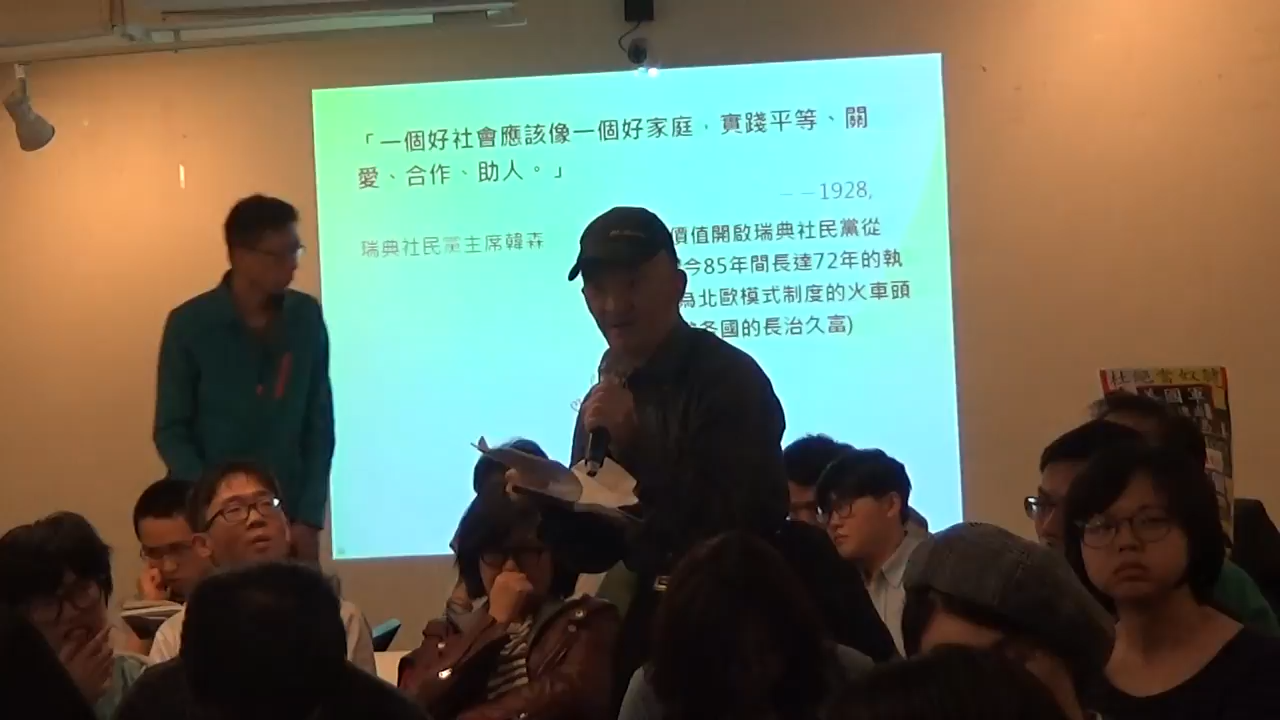 「一個好社會應該像一個好家庭，實踐平等、關
愛、合作、助人。」
——1928,
瑞典社民黨主席韓森
價值開啟瑞典社民黨從
今85年間長達72年的執
為北歐模式制度的火車頭
各國的長治久富)